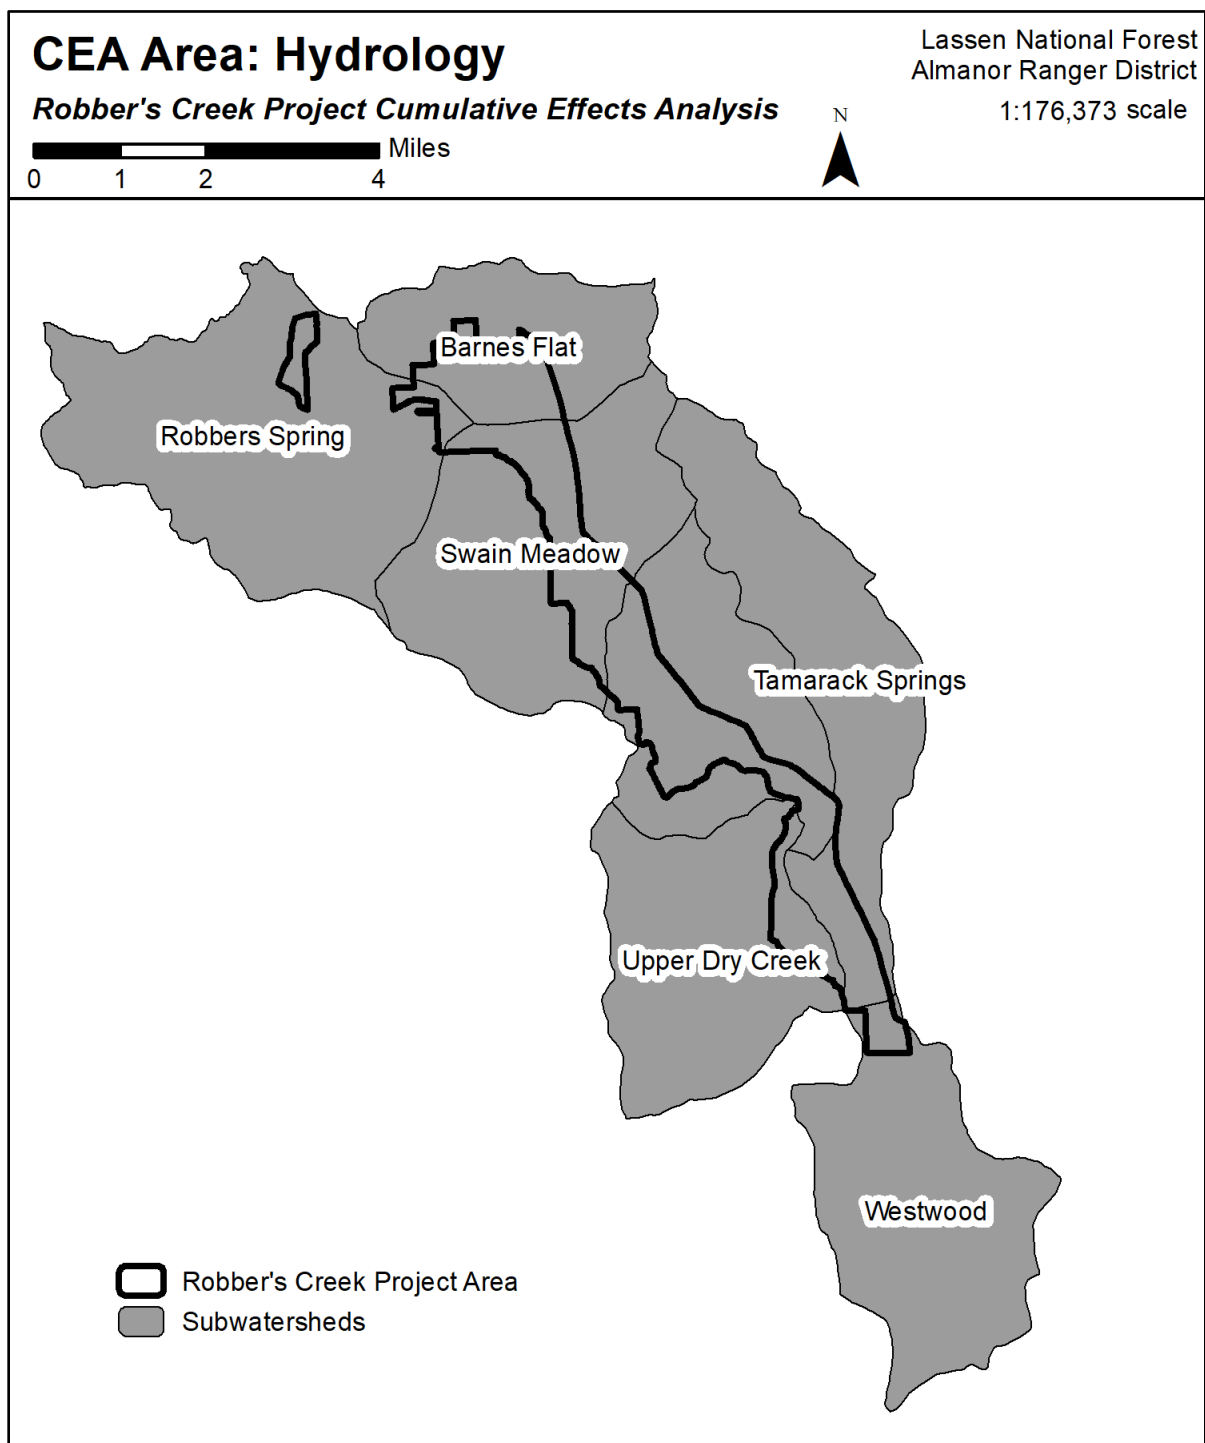 CEA Area: Hydrology
Robber's Creek Project Cumulative Effects Analysis
Miles
0 1 2 4
N
Lassen National Forest
Almanor Ranger District
1:176,373 scale
Barnes Flat
Robbers Spring
Swain Meadow
Tamarack Springs
Upper Dry Creek
Westwood
Robber's Creek Project Area
Subwatersheds